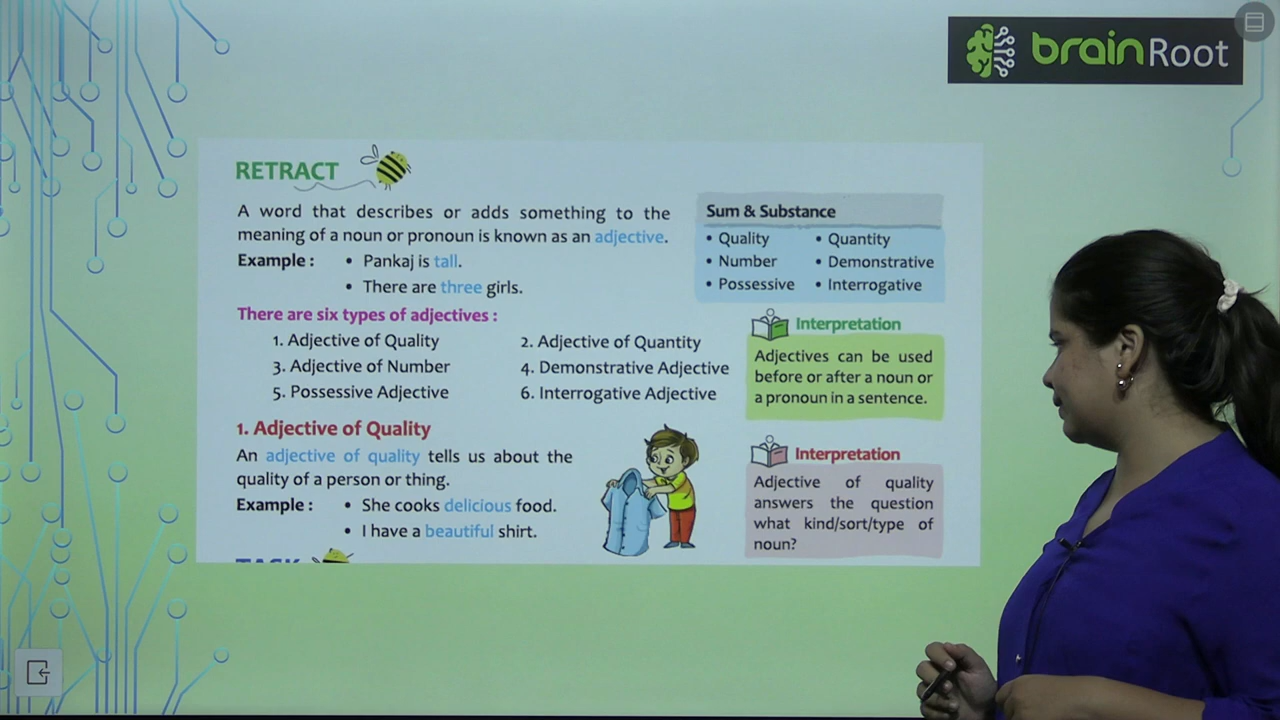 brainRoot
RETRACT
A word that describes or adds something to the
meaning of a noun or pronoun is known as an adjective.
Example : • Pankaj is tall.
• There are three girls.
Sum & Substance
• Quality • Quantity
• Number • Demonstrative
• Possessive • Interrogative
There are six types of adjectives :
1. Adjective of Quality 2. Adjective of Quantity
3. Adjective of Number 4. Demonstrative Adjective
5. Possessive Adjective 6. Interrogative Adjective
Interpretation
Adjectives can be used
before or after a noun or
a pronoun in a sentence.
1. Adjective of Quality
An adjective of quality tells us about the
quality of a person or thing.
Example : • She cooks delicious food.
• I have a beautiful shirt.
Interpretation
Adjective of quality
answers the question
what kind/sort/type of
noun?
TASK